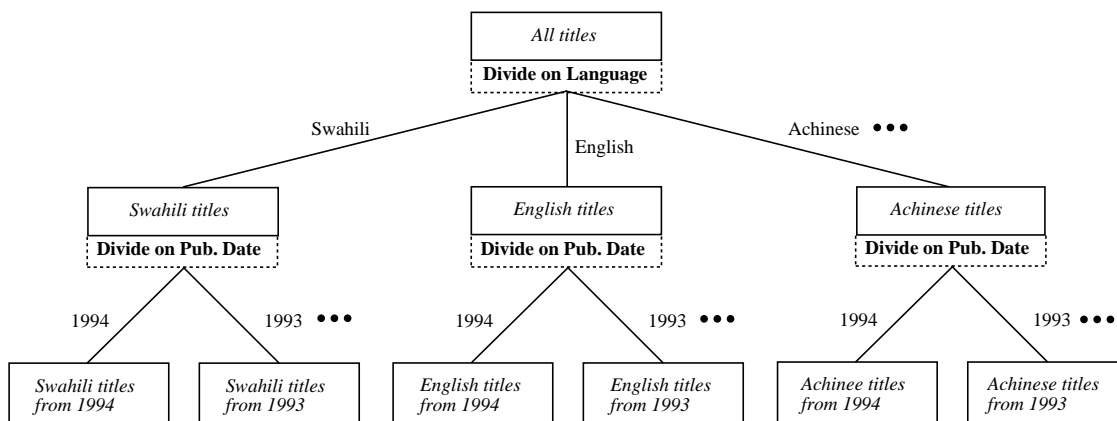 All titles
Divide on Language
Swahili
English
Achinese •••
Swahili titles
English titles
Achinese titles
Divide on Pub. Date
Divide on Pub. Date
Divide on Pub. Date
1994
1993 •••
1994
1993 •••
1994
1993 •••
Swahili titles
from 1994
Swahili titles
from 1993
English titles
from 1994
English titles
from 1993
Achinee titles
from 1994
Achinese titles
from 1993